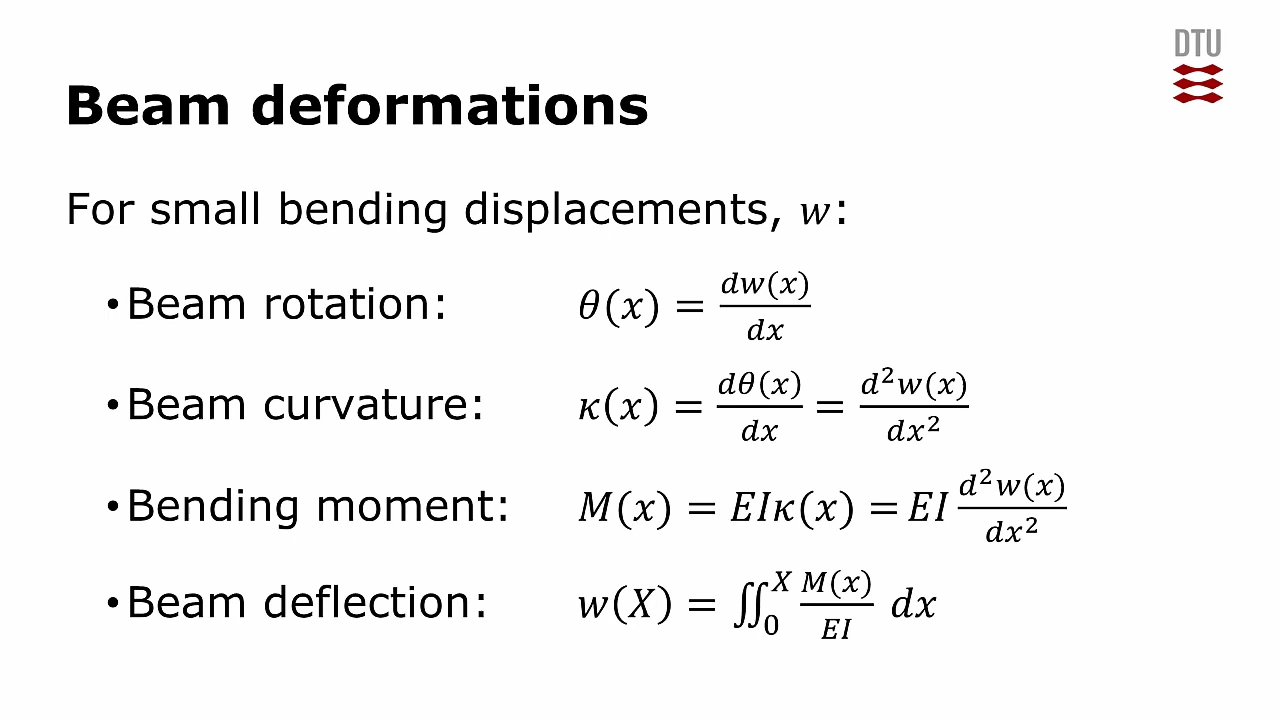 DTU
Beam deformations
For small bending displacements, w:
• Beam rotation: θ(x) = dw(x)/dx
• Beam curvature: κ(x) = dθ(x)/dx = d²w(x)/dx²
• Bending moment: M(x) = EIκ(x) = EI d²w(x)/dx²
• Beam deflection: w(X) = ∬₀ˣ M(x)/EI dx